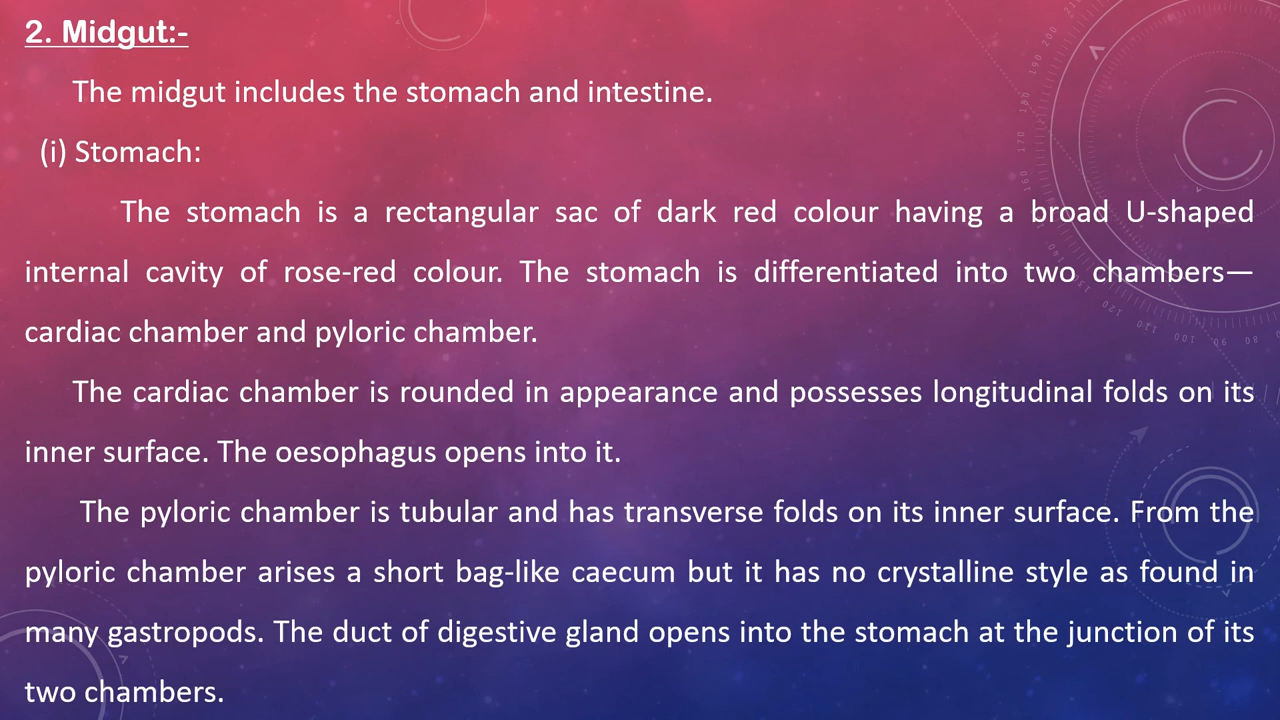 2. Midgut:-
The midgut includes the stomach and intestine.
(i) Stomach:
The stomach is a rectangular sac of dark red colour having a broad U-shaped
internal cavity of rose-red colour. The stomach is differentiated into two chambers—
cardiac chamber and pyloric chamber.
The cardiac chamber is rounded in appearance and possesses longitudinal folds on its
inner surface. The oesophagus opens into it.
The pyloric chamber is tubular and has transverse folds on its inner surface. From the
pyloric chamber arises a short bag-like caecum but it has no crystalline style as found in
many gastropods. The duct of digestive gland opens into the stomach at the junction of its
two chambers.